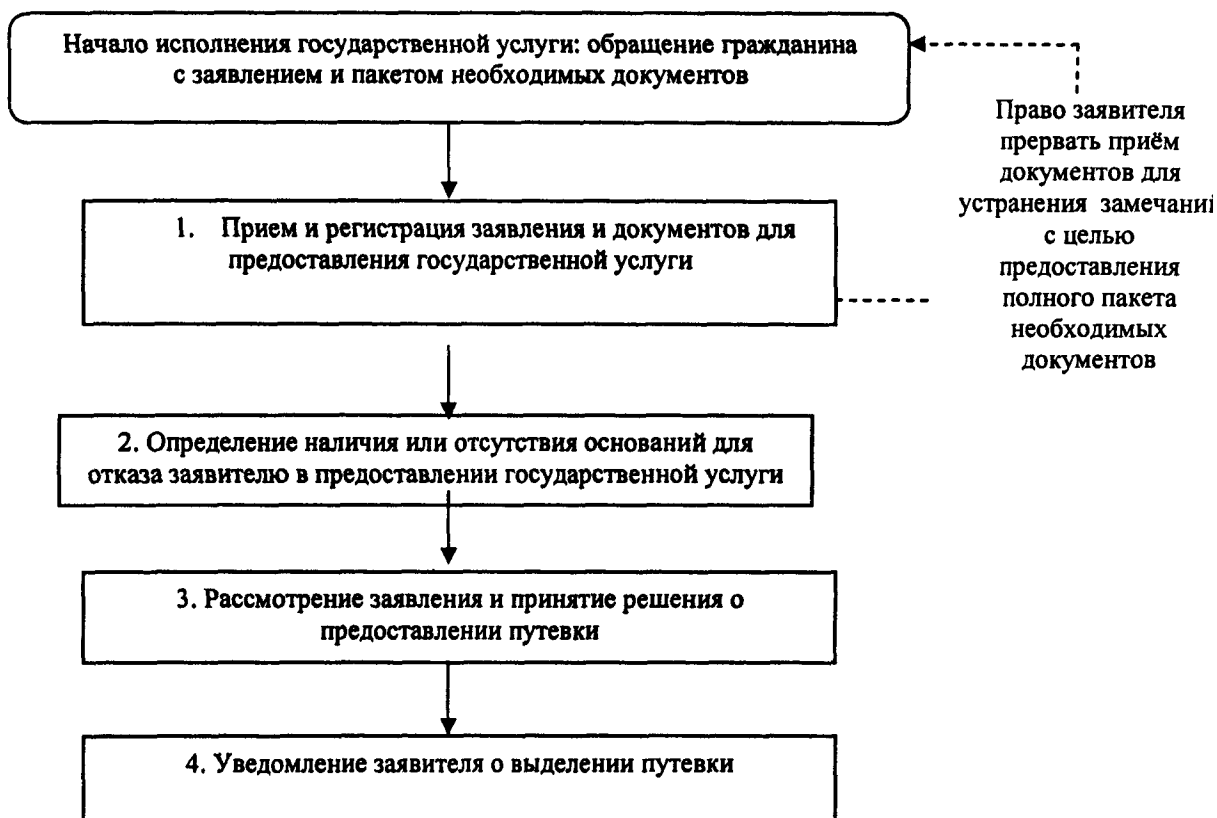 Начало исполнения государственной услуги: обращение гражданина
с заявлением и пакетом необходимых документов
Право заявителя
прервать приём
документов для
устранения замечаний
с целью
предоставления
полного пакета
необходимых
документов
1. Прием и регистрация заявления и документов для
предоставления государственной услуги
2. Определение наличия или отсутствия оснований для
отказа заявителю в предоставлении государственной услуги
3. Рассмотрение заявления и принятие решения о
предоставлении путевки
4. Уведомление заявителя о выделении путевки